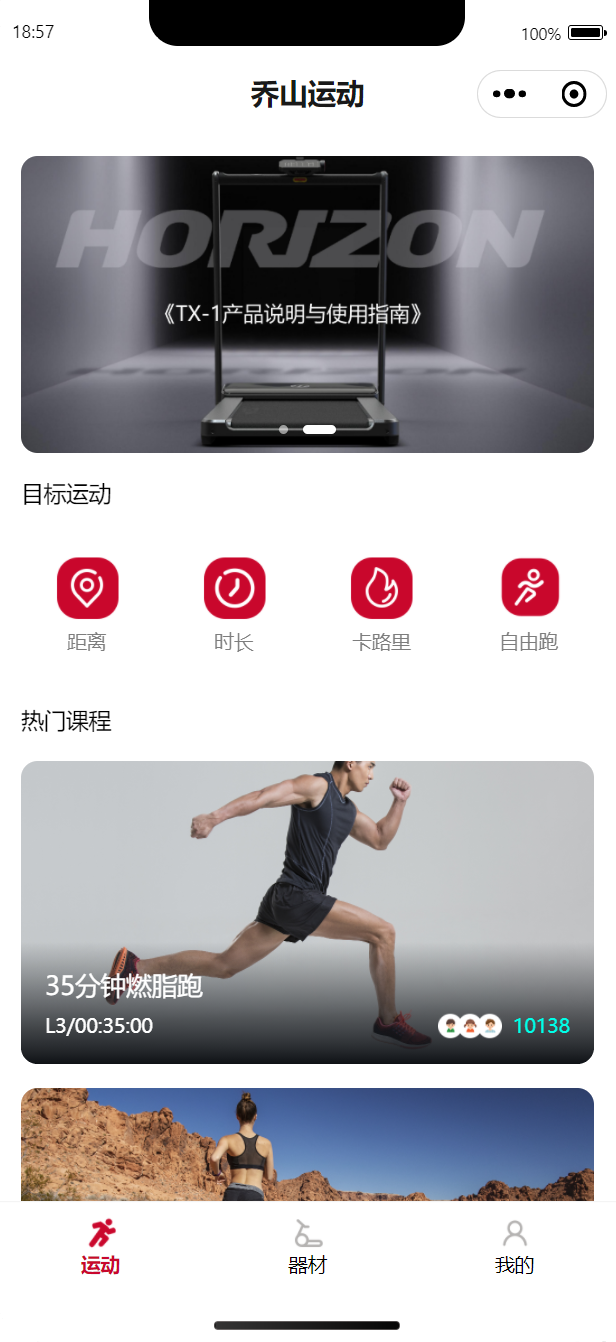 18:57
100%
乔山运动
HORIZON
《TX-1产品说明与使用指南》
目标运动
距离
时长
卡路里
自由跑
热门课程
35分钟燃脂跑
L3/00:35:00
10138
运动
器材
我的